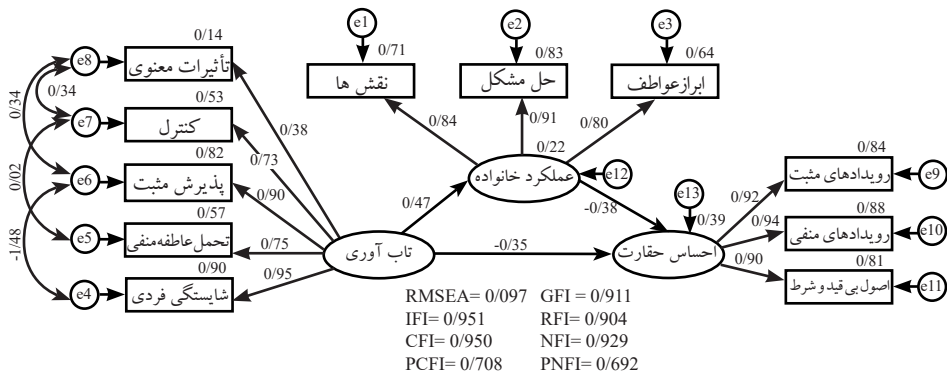 e1
e2
e3
0/71
0/83
0/64
نقش ها
حل مشکل
ابرازعواطف
0/84
0/91
0/80
0/22
عملکرد خانواده
e12
e8
0/14
تأثیرات معنوی
e7
0/53
کنترل
e6
0/82
پذیرش مثبت
e5
0/57
تحمل‌عاطفه‌منفی
e4
0/90
شایستگی فردی
0/34
0/34
0/02
-1/48
0/38
0/73
0/90
0/75
0/95
تاب آوری
0/47
-0/35
-0/38
e13
0/39
احساس حقارت
0/92
0/94
0/90
0/84
رویدادهای مثبت
e9
0/88
رویدادهای منفی
e10
0/81
اصول‌بی‌قیدوشرط
e11
RMSEA= 0/097 GFI = 0/911
IFI= 0/951 RFI= 0/904
CFI= 0/950 NFI= 0/929
PCFI= 0/708 PNFI= 0/692